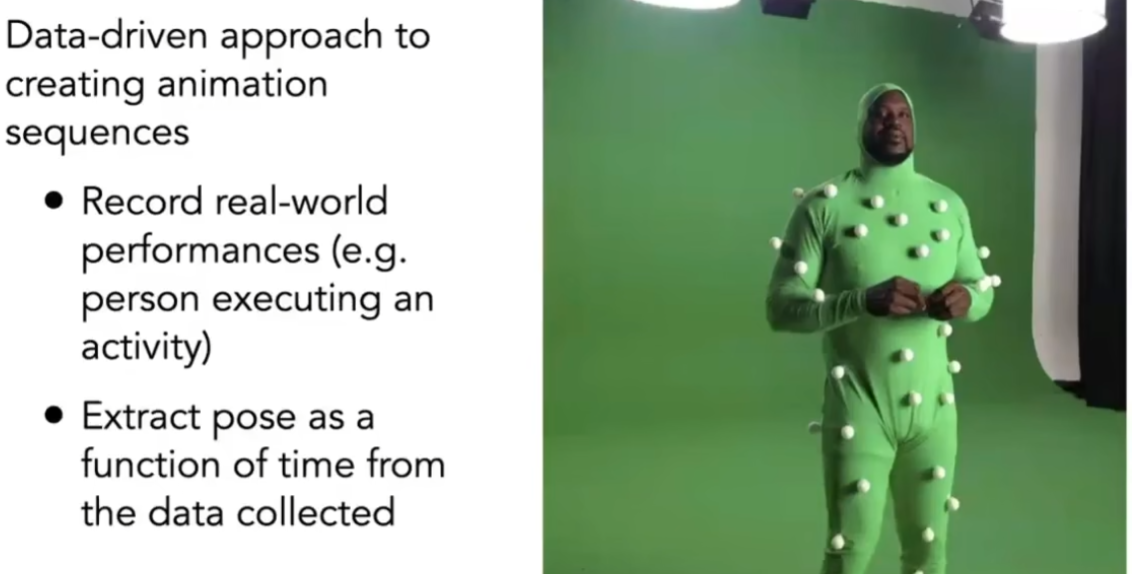 Data-driven approach to
creating animation
sequences
● Record real-world
performances (e.g.
person executing an
activity)
● Extract pose as a
function of time from
the data collected